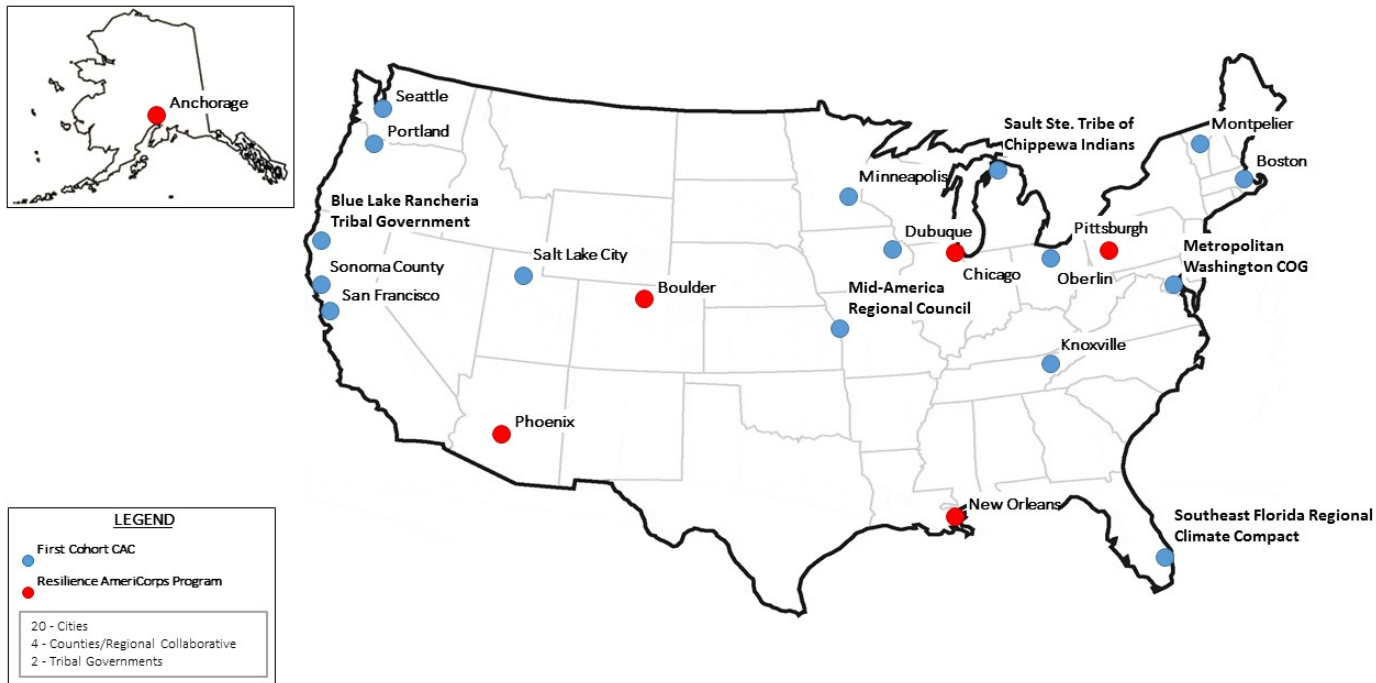 Anchorage
Seattle
Portland
Blue Lake Rancheria
Tribal Government
Sonoma County
San Francisco
Salt Lake City
Boulder
Phoenix
Minneapolis
Sault Ste. Tribe of
Chippewa Indians
Dubuque
Chicago
Mid-America
Regional Council
Oberlin
Pittsburgh
Montpelier
Boston
Metropolitan
Washington COG
Knoxville
New Orleans
Southeast Florida Regional
Climate Compact
LEGEND
First Cohort CAC
Resilience AmeriCorps Program
20 - Cities
4 - Counties/Regional Collaborative
2 - Tribal Governments